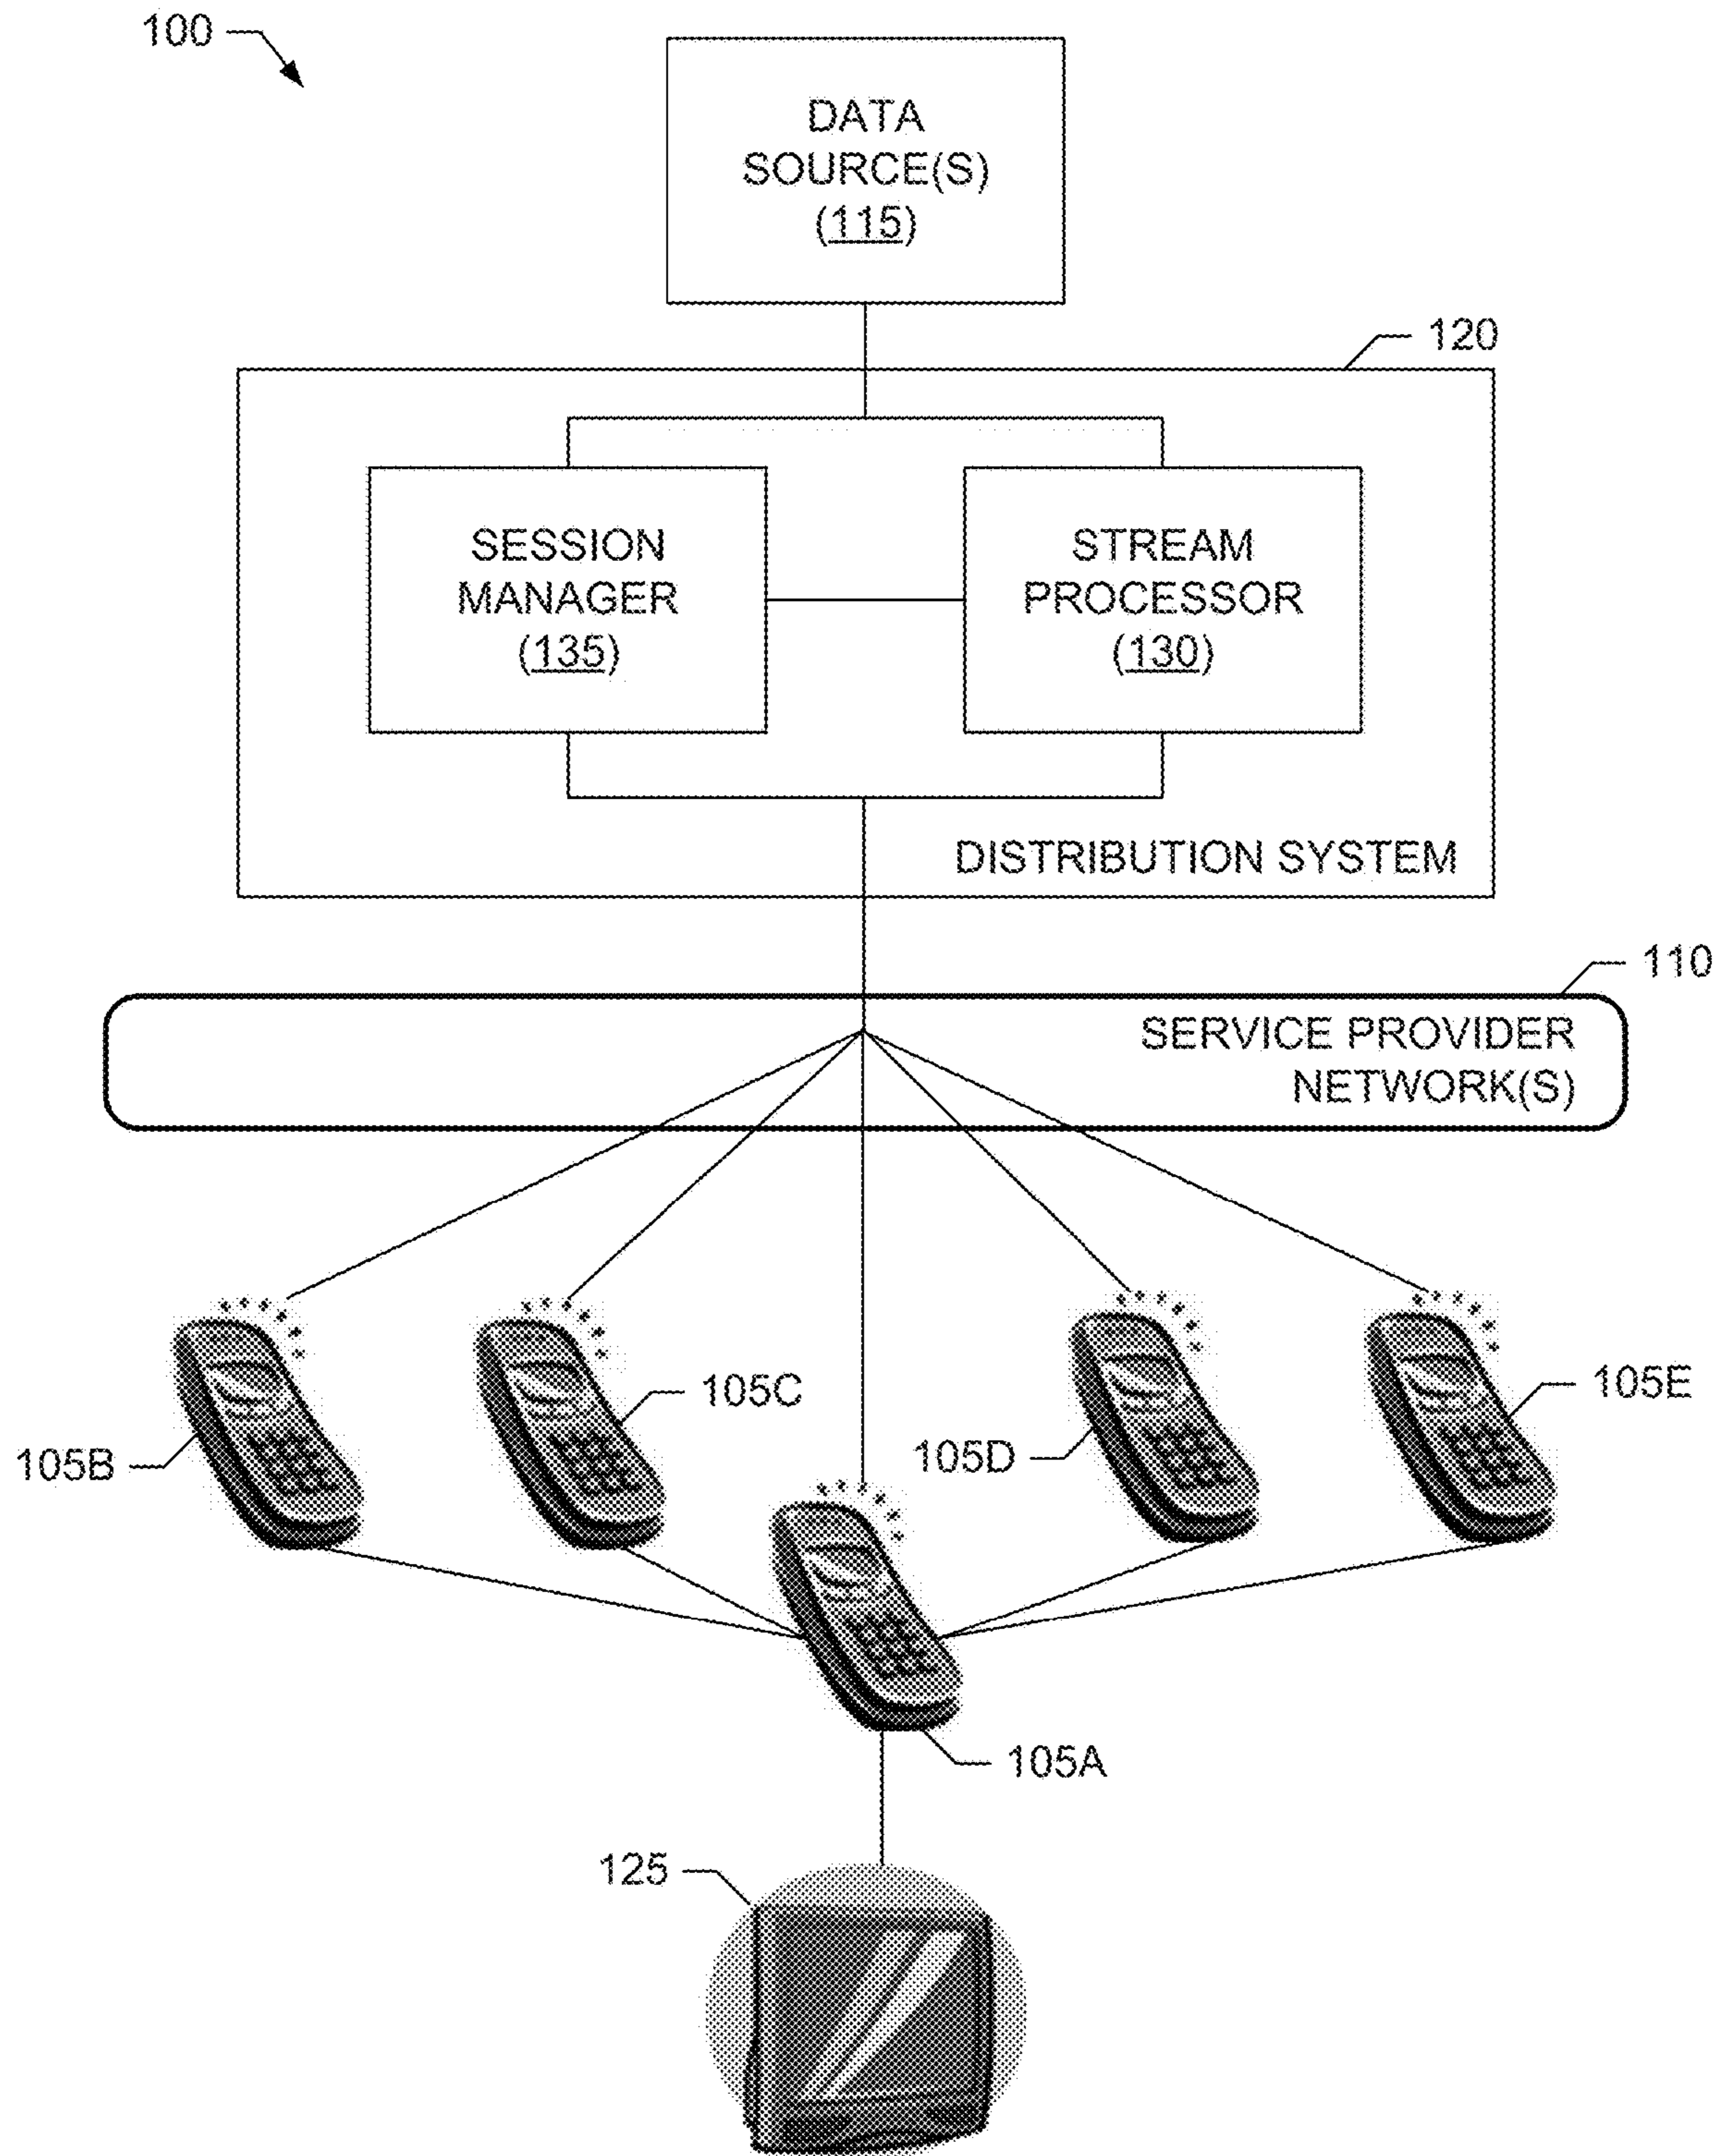 100
DATA
SOURCE(S)
(115)
120
SESSION
MANAGER
(135)
STREAM
PROCESSOR
(130)
DISTRIBUTION SYSTEM
110
SERVICE PROVIDER
NETWORK(S)
105B
105C
105D
105E
105A
125